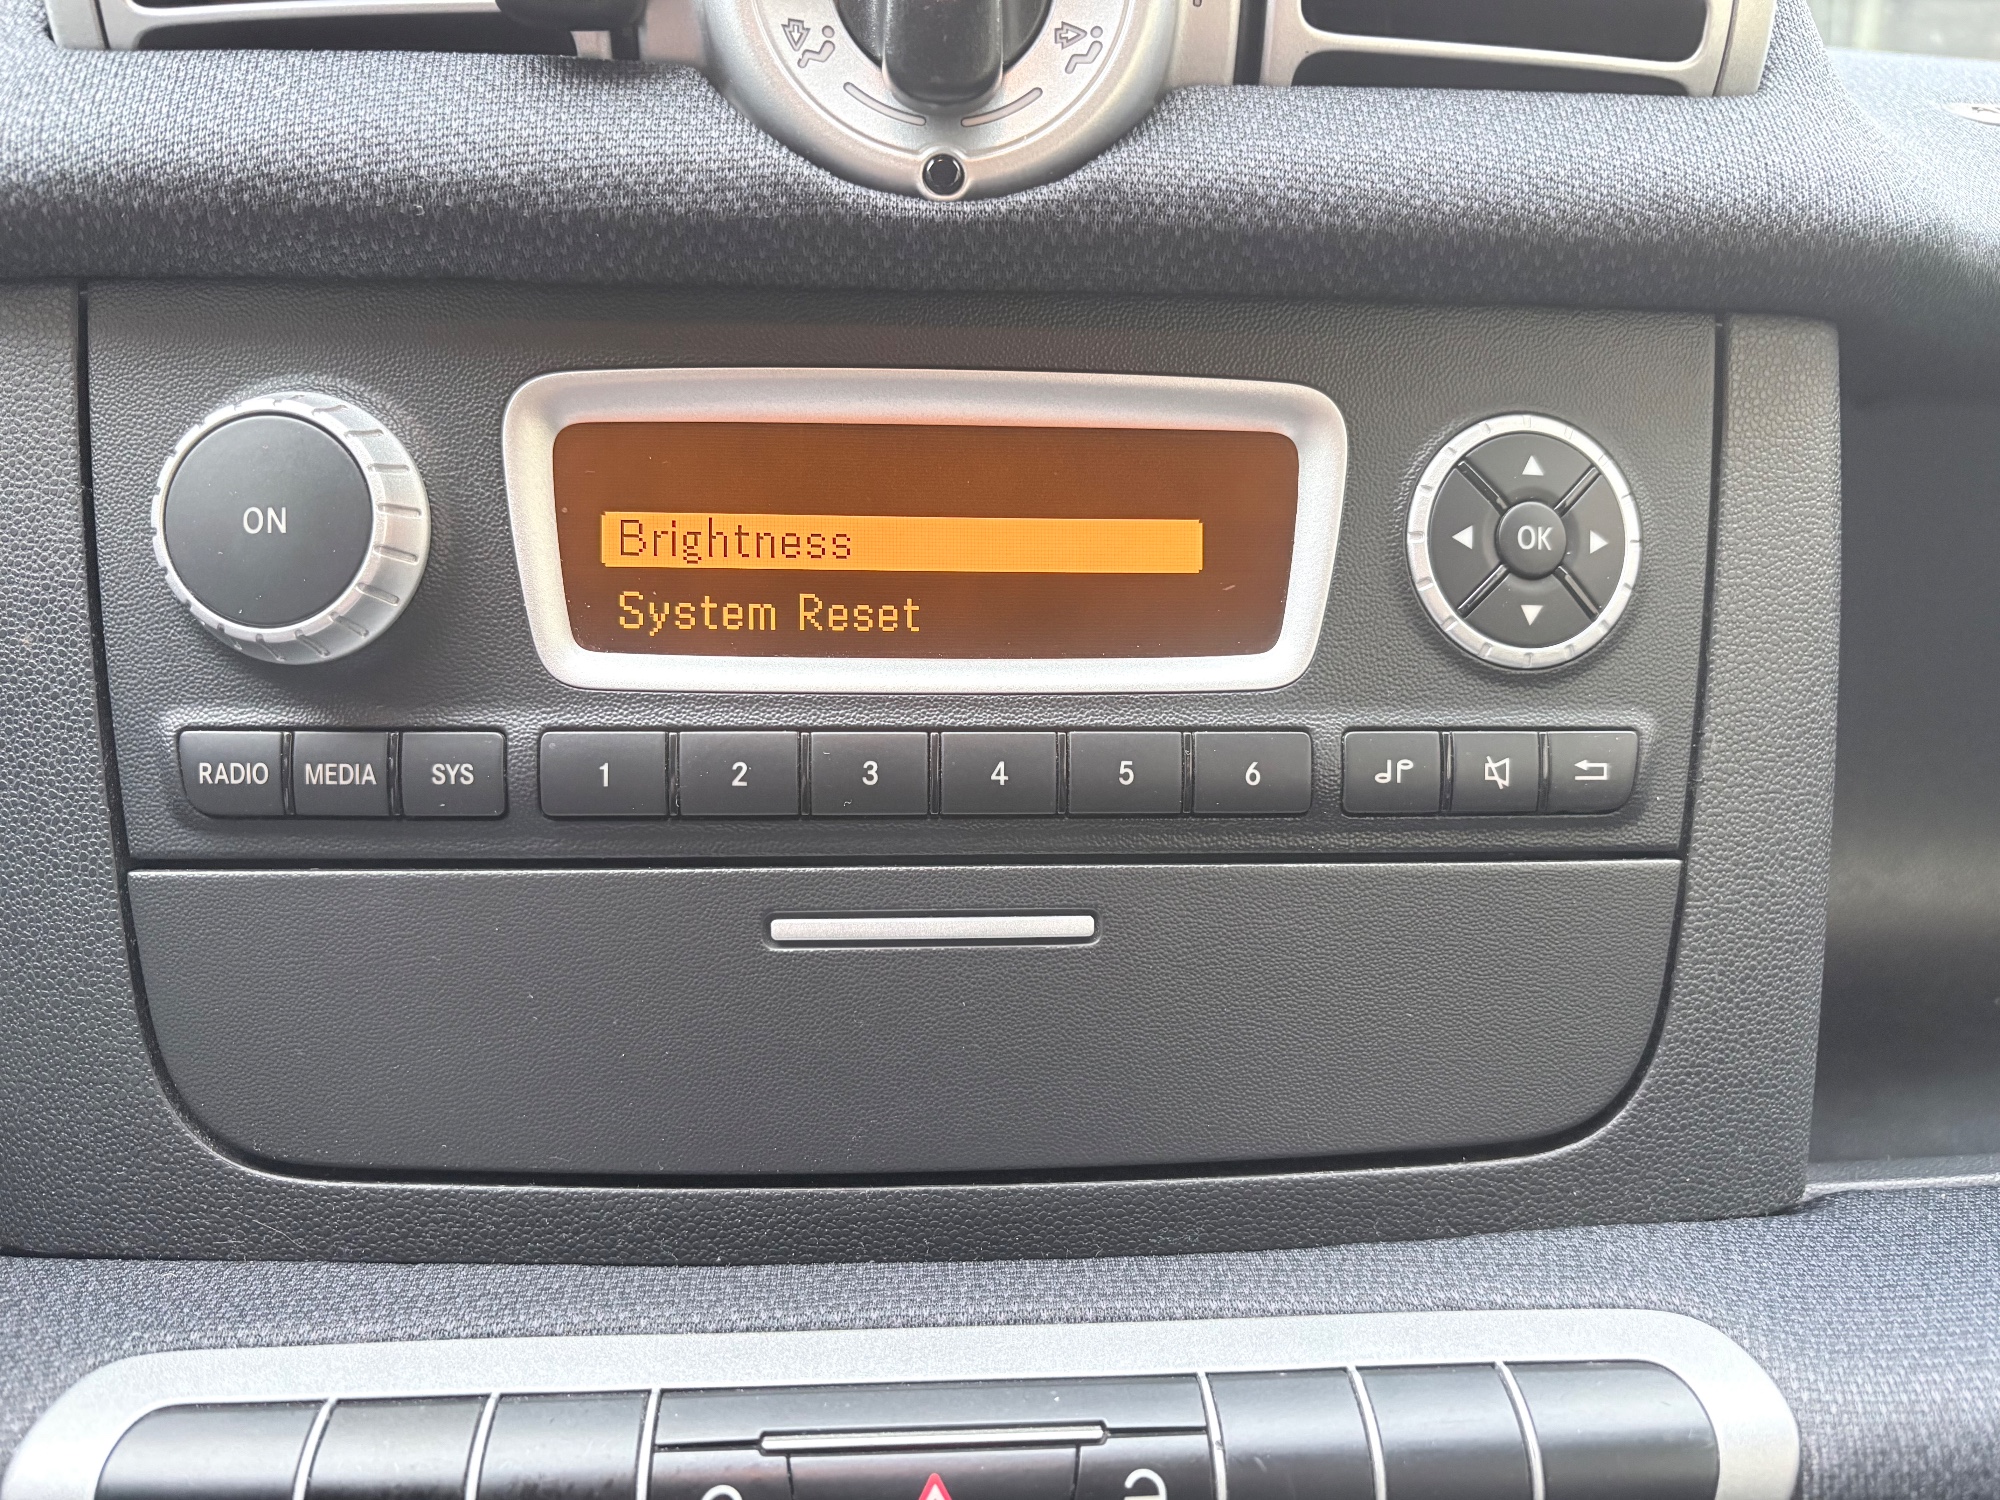 ON
Brightness
System Reset
OK
RADIO MEDIA SYS 1 2 3 4 5 6